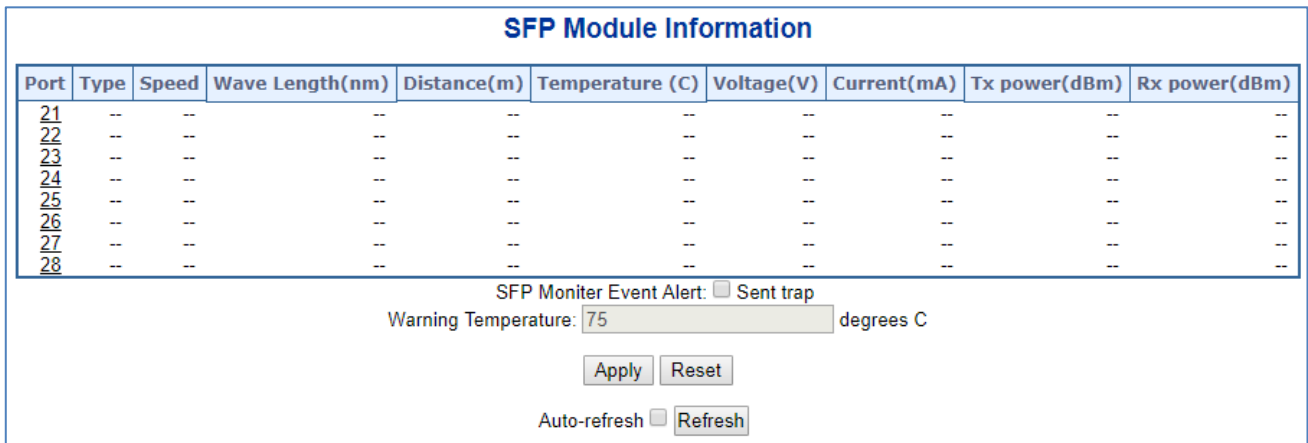 SFP Module Information
Port Type Speed Wave Length(nm) Distance(m) Temperature (C) Voltage(V) Current(mA) Tx power(dBm) Rx power(dBm)
21 -- -- -- -- -- -- -- -- --
22 -- -- -- -- -- -- -- -- --
23 -- -- -- -- -- -- -- -- --
24 -- -- -- -- -- -- -- -- --
25 -- -- -- -- -- -- -- -- --
26 -- -- -- -- -- -- -- -- --
27 -- -- -- -- -- -- -- -- --
28 -- -- -- -- -- -- -- -- --
SFP Moniter Event Alert: Sent trap
Warning Temperature: 75 degrees C
Apply Reset
Auto-refresh Refresh